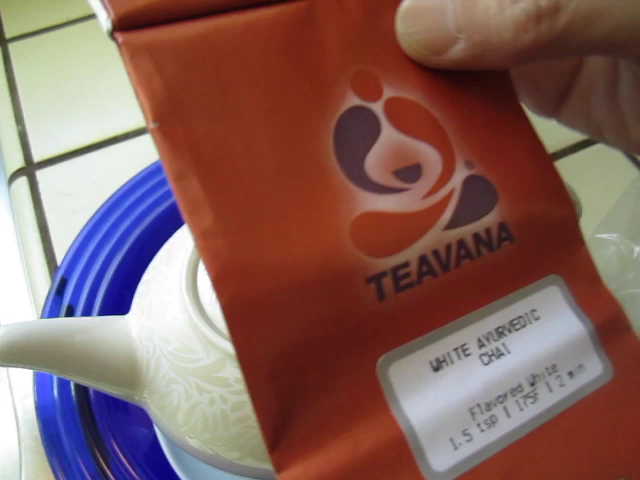 TEAVANA
WHITE AYURVEDIC
CHAI
Flavored White
1.5 tsp | 175F | 2 min